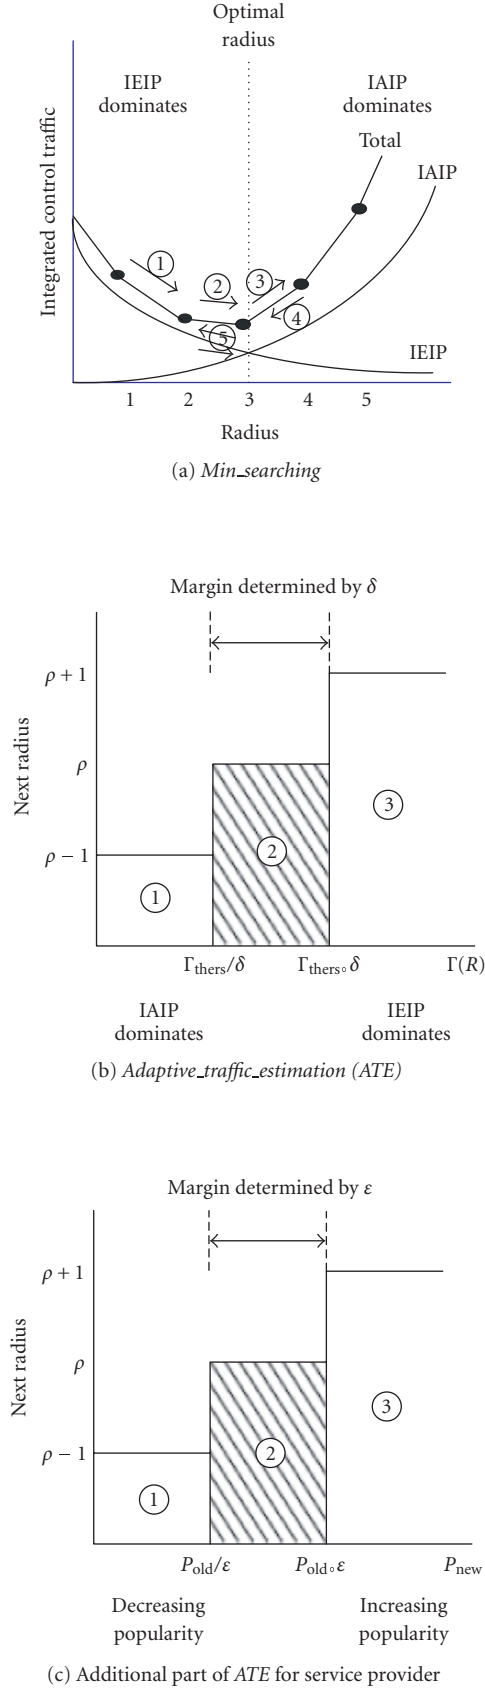 Optimal
radius
IEIP
dominates
IAIP
dominates
Total
IAIP
IEIP
1
2
3
4
5
Integrated control traffic
1 2 3 4 5
Radius
(a) Min_searching
Margin determined by δ
ρ + 1
ρ
ρ − 1
Next radius
1
2
3
Γthers/δ Γthers∘δ Γ(R)
IAIP
dominates
IEIP
dominates
(b) Adaptive_traffic_estimation (ATE)
Margin determined by ε
ρ + 1
ρ
ρ − 1
Next radius
1
2
3
Pold/ε Pold∘ε Pnew
Decreasing
popularity
Increasing
popularity
(c) Additional part of ATE for service provider